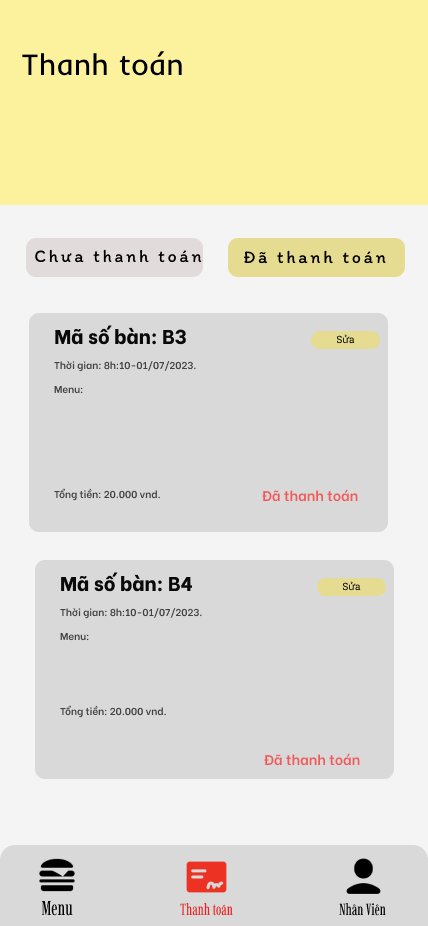 Thanh toán
Chưa thanh toán
Đã thanh toán
Mã số bàn: B3
Sửa
Thời gian: 8h:10-01/07/2023.
Menu:
Tổng tiền: 20.000 vnd.
Đã thanh toán
Mã số bàn: B4
Sửa
Thời gian: 8h:10-01/07/2023.
Menu:
Tổng tiền: 20.000 vnd.
Đã thanh toán
Menu
Thanh toán
Nhân Viên